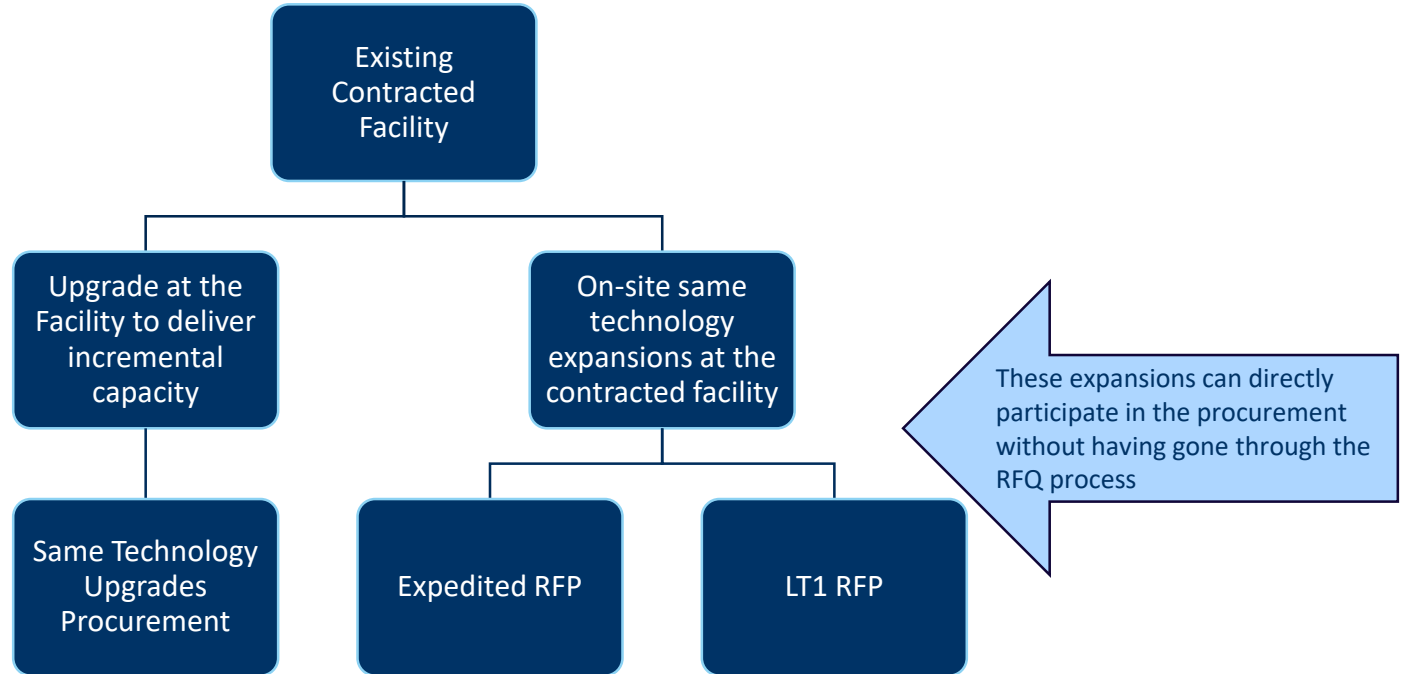 Existing
Contracted
Facility
Upgrade at the
Facility to deliver
incremental
capacity
On-site same
technology
expansions at the
contracted facility
These expansions can directly
participate in the procurement
without having gone through the
RFQ process
Same Technology
Upgrades
Procurement
Expedited RFP
LT1 RFP